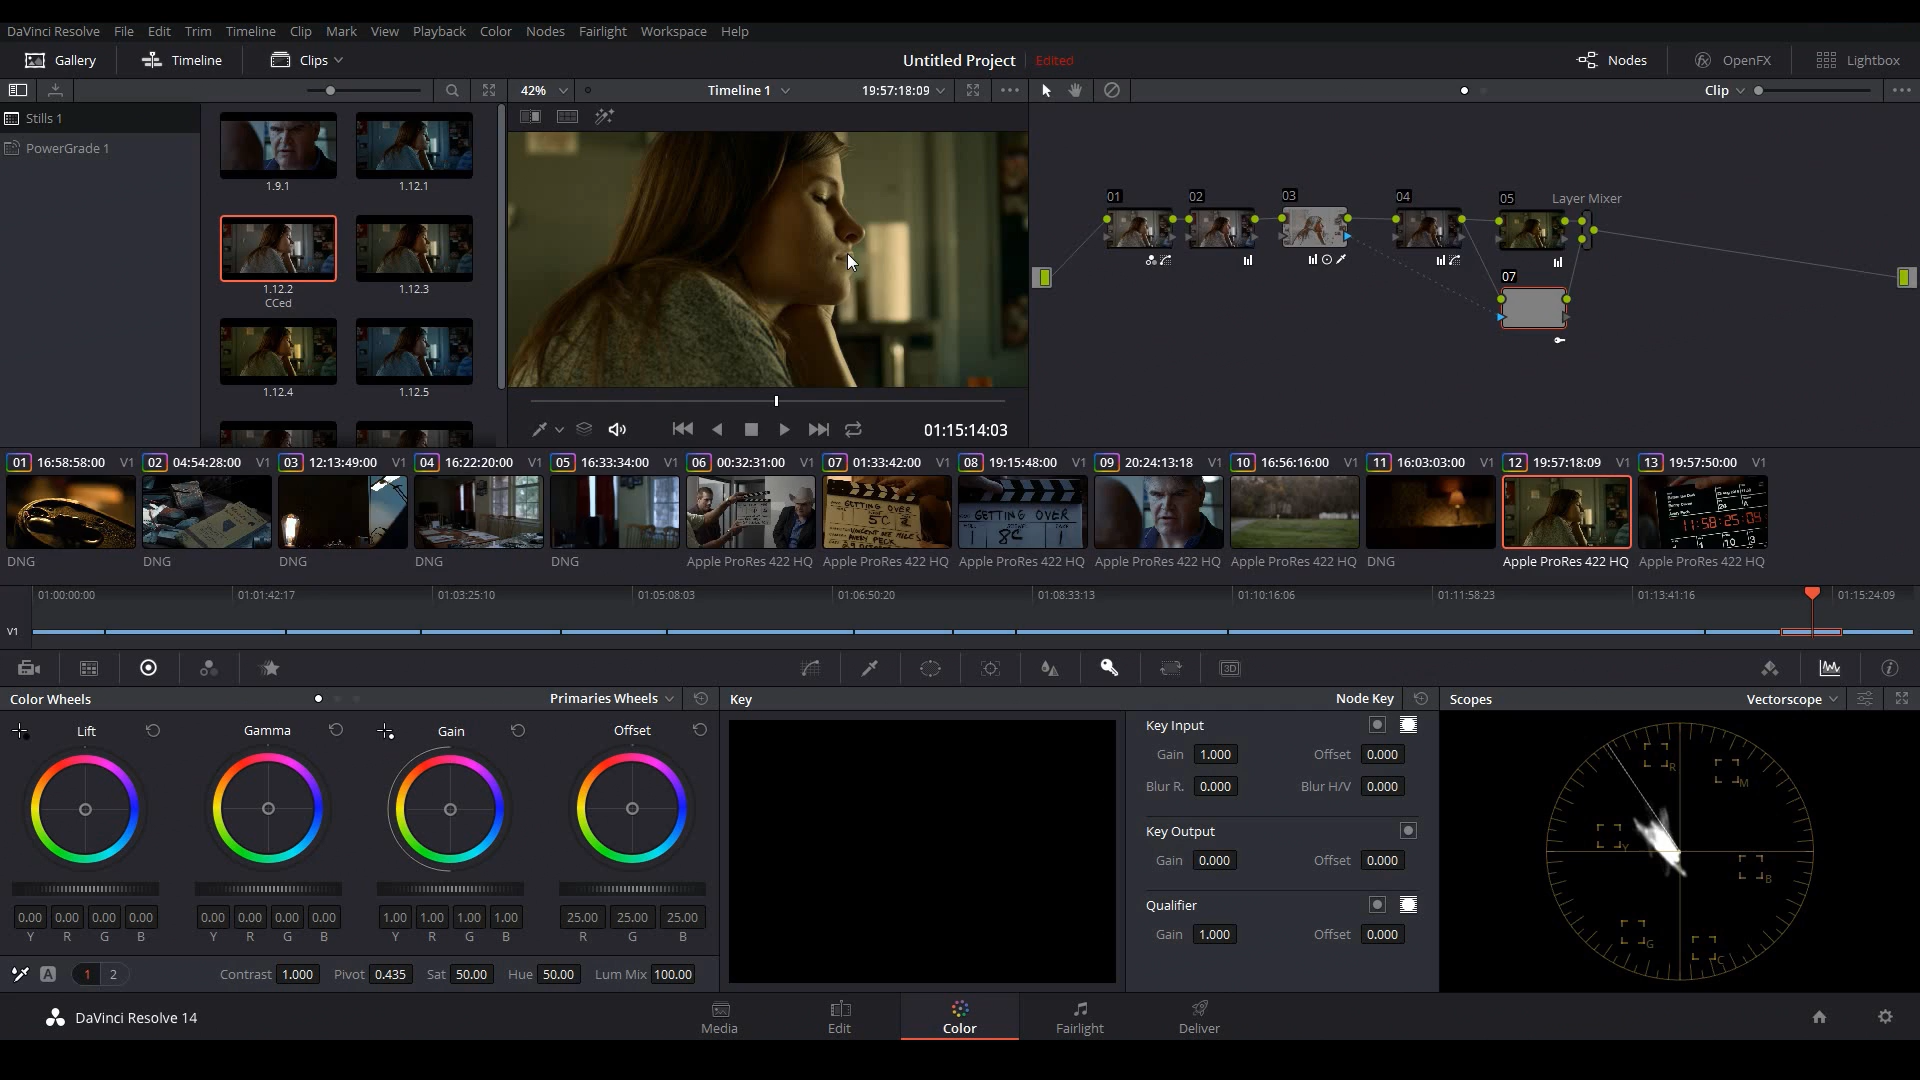 DaVinci Resolve File Edit Trim Timeline Clip Mark View Playback Color Nodes Fairlight Workspace Help
Gallery Timeline Clips Untitled Project Edited Nodes OpenFX Lightbox
42% Timeline 1 19:57:18:09 Clip
Stills 1
PowerGrade 1
1.9.1 1.12.1
1.12.2 1.12.3
CCed
1.12.4 1.12.5
01 02 03 04 05 Layer Mixer
07
01:15:14:03
01 16:58:58:00 V1 02 04:54:28:00 V1 03 12:13:49:00 V1 04 16:22:20:00 V1 05 16:33:34:00 V1 06 00:32:31:00 V1 07 01:33:42:00 V1 08 19:15:48:00 V1 09 20:24:13:18 V1 10 16:56:16:00 V1 11 16:03:03:00 V1 12 19:57:18:09 V1 13 19:57:50:00 V1
GETTING OVER
5C 2
GETTING OVER
8C 1
11:58:25:04
DNG DNG DNG DNG DNG Apple ProRes 422 HQ Apple ProRes 422 HQ Apple ProRes 422 HQ Apple ProRes 422 HQ Apple ProRes 422 HQ DNG Apple ProRes 422 HQ Apple ProRes 422 HQ
01:00:00:00 01:01:42:17 01:03:25:10 01:05:08:03 01:06:50:20 01:08:33:13 01:10:16:06 01:11:58:23 01:13:41:16 01:15:24:09
V1
3D
Color Wheels Primaries Wheels Key Node Key Scopes Vectorscope
Lift Gamma Gain Offset
0.00 0.00 0.00 0.00 0.00 0.00 0.00 0.00 1.00 1.00 1.00 1.00 25.00 25.00 25.00
Y R G B Y R G B Y R G B R G B
A 1 2 Contrast 1.000 Pivot 0.435 Sat 50.00 Hue 50.00 Lum Mix 100.00
Key Input
Gain 1.000 Offset 0.000
Blur R. 0.000 Blur H/V 0.000
Key Output
Gain 0.000 Offset 0.000
Qualifier
Gain 1.000 Offset 0.000
R M
Y B
G C
DaVinci Resolve 14 Media Edit Color Fairlight Deliver